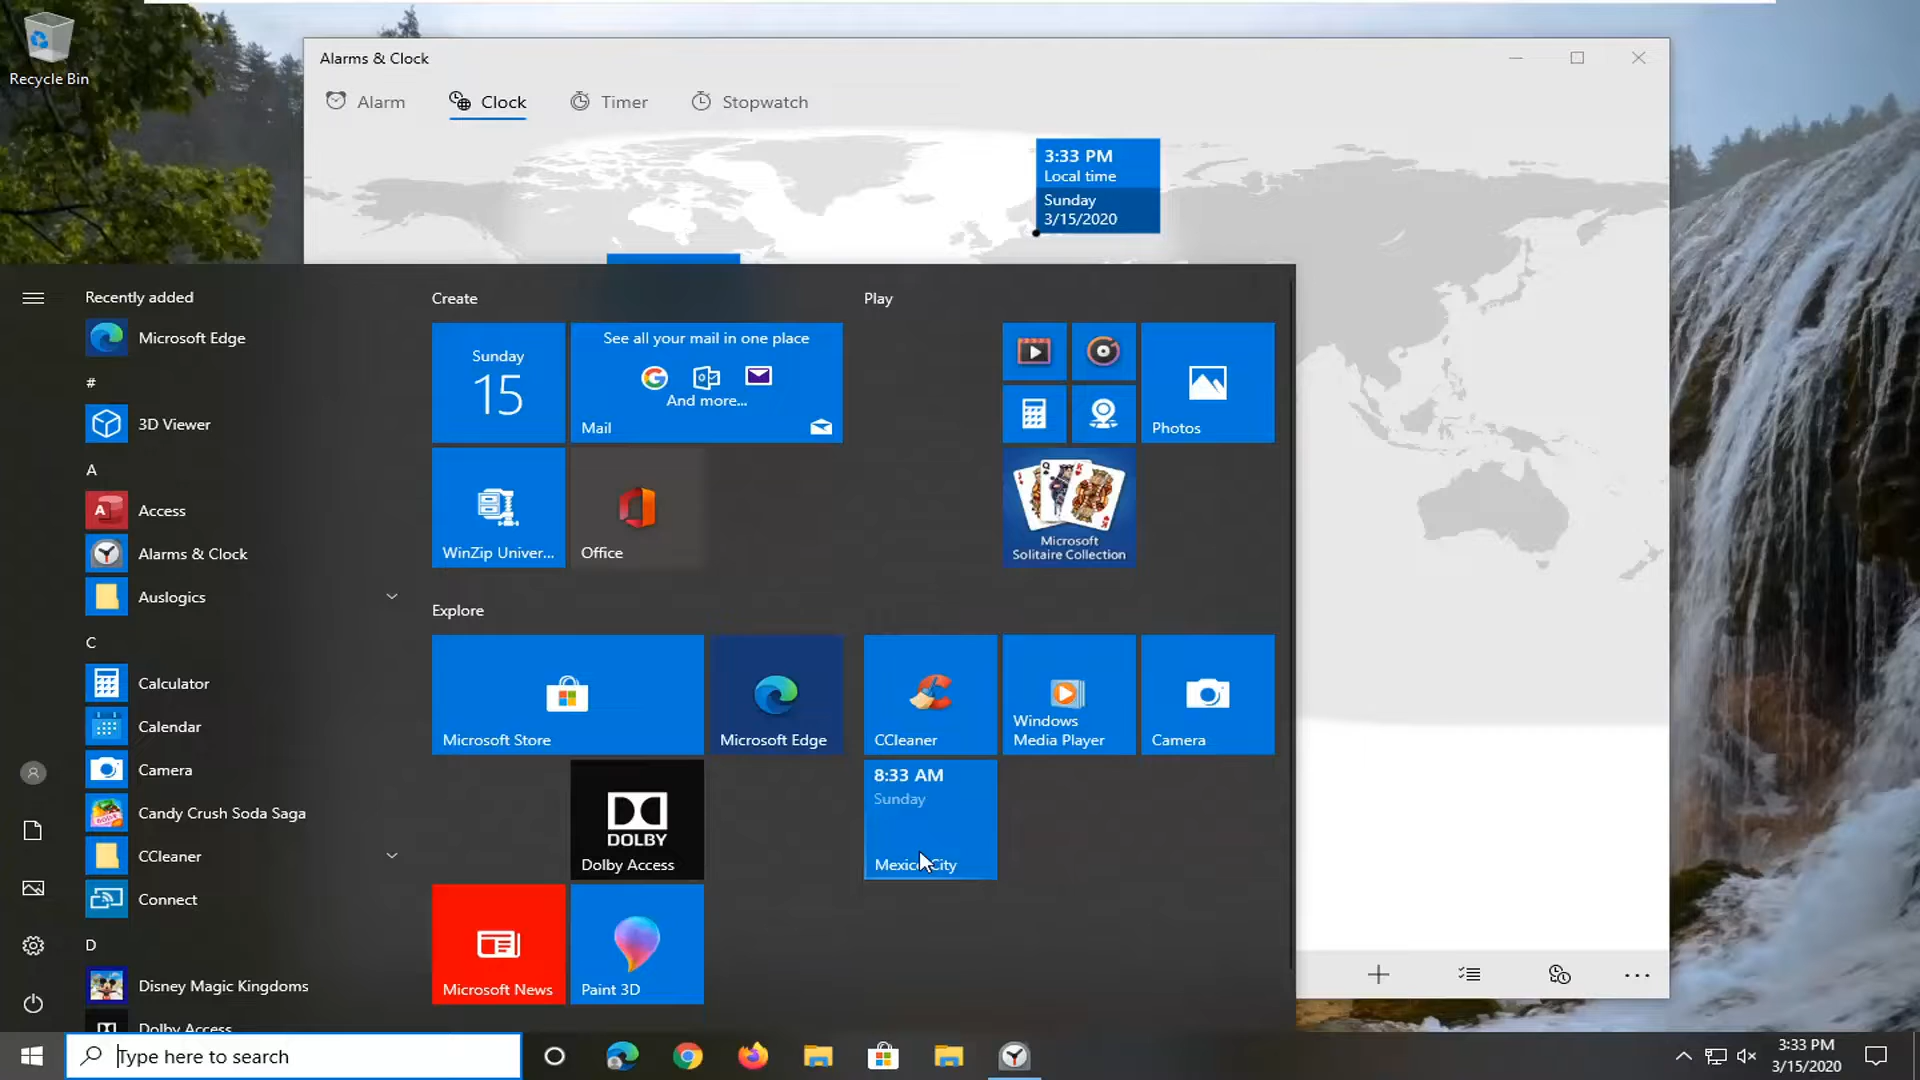 Recycle Bin
Alarms & Clock
Alarm
Clock
Timer
Stopwatch
3:33 PM
Local time
Sunday
3/15/2020
Recently added
Microsoft Edge
#
3D Viewer
A
Access
Alarms & Clock
Auslogics
C
Calculator
Calendar
Camera
Candy Crush Soda Saga
CCleaner
Connect
D
Disney Magic Kingdoms
Dolby Access
Create
Sunday
15
See all your mail in one place
And more...
Mail
WinZip Univer...
Office
Play
Photos
Microsoft
Solitaire Collection
Explore
Microsoft Store
Microsoft Edge
CCleaner
Windows
Media Player
Camera
DOLBY
Dolby Access
8:33 AM
Sunday
Mexico City
Microsoft News
Paint 3D
Type here to search
3:33 PM
3/15/2020